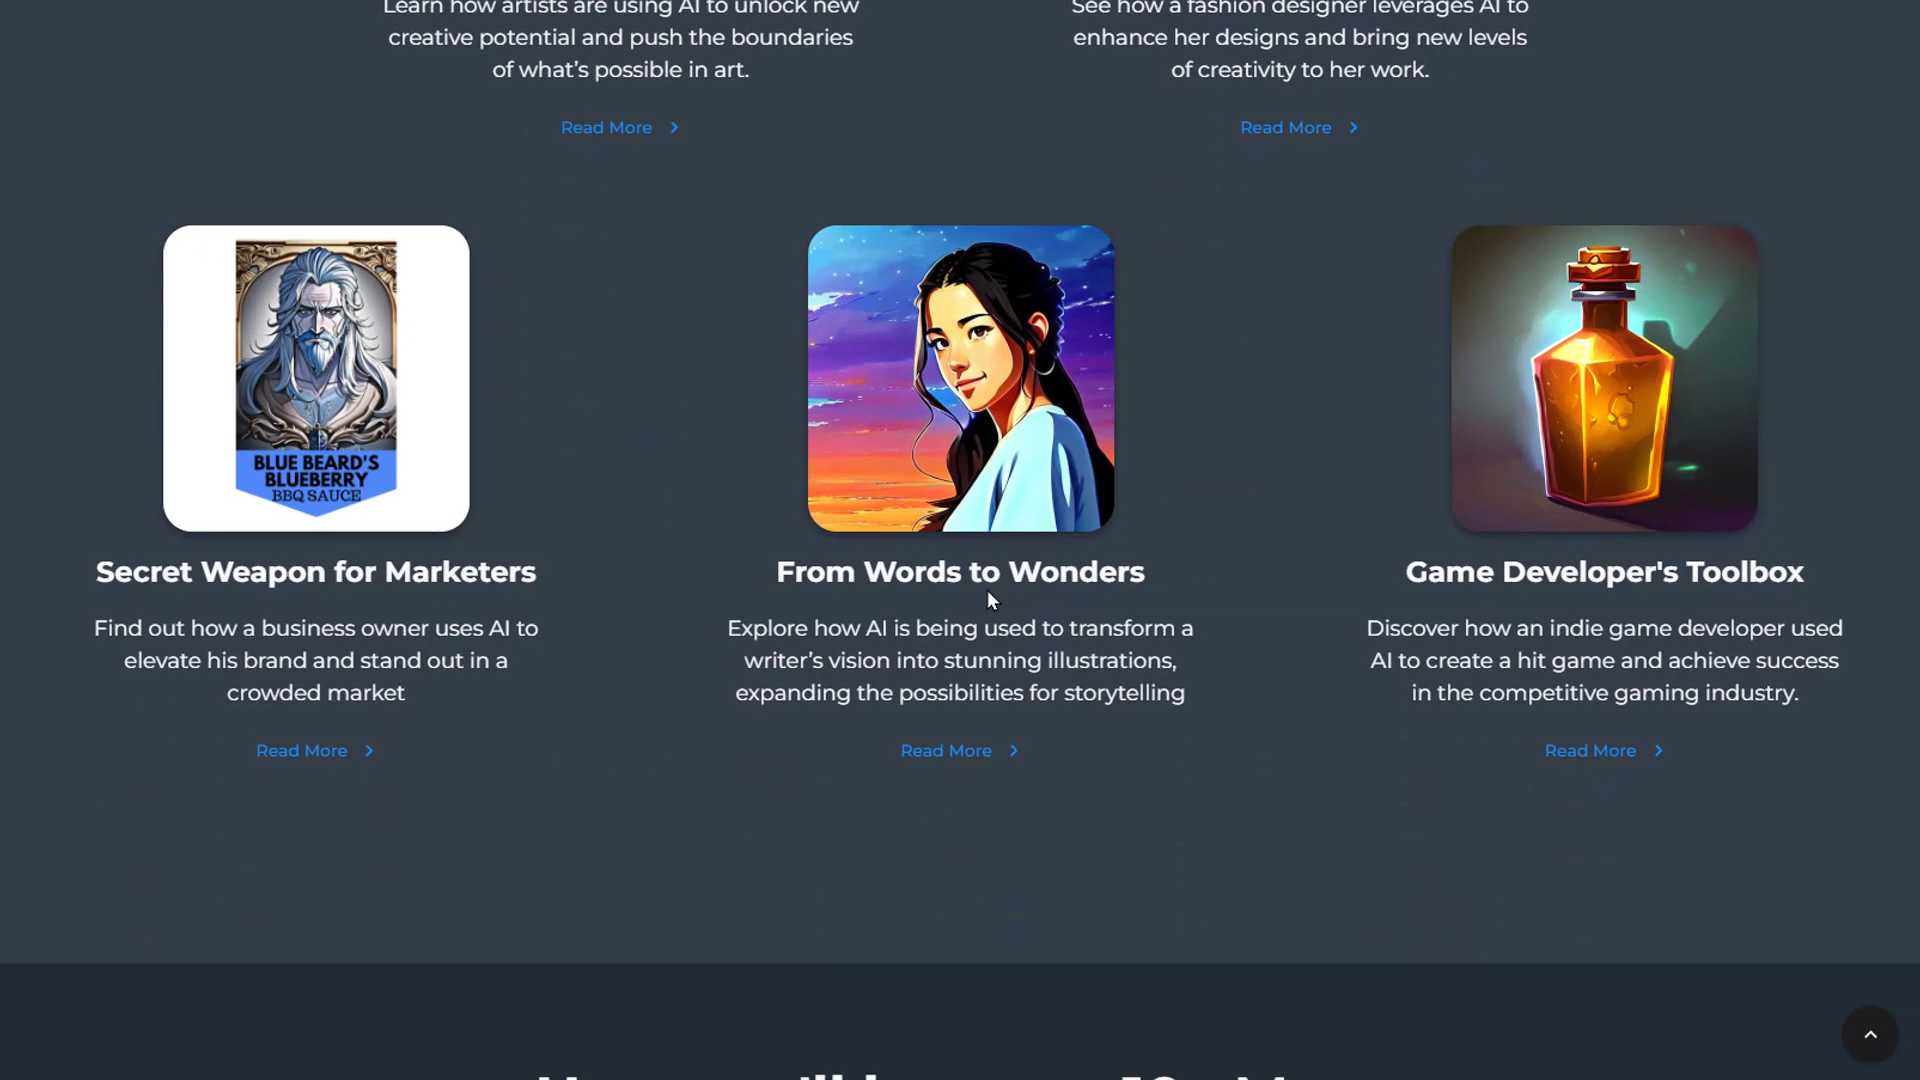 Learn how artists are using AI to unlock new
creative potential and push the boundaries
of what’s possible in art.
Read More
See how a fashion designer leverages AI to
enhance her designs and bring new levels
of creativity to her work.
Read More
BLUE BEARD'S
BLUEBERRY
BBQ SAUCE
Secret Weapon for Marketers
Find out how a business owner uses AI to
elevate his brand and stand out in a
crowded market
Read More
From Words to Wonders
Explore how AI is being used to transform a
writer’s vision into stunning illustrations,
expanding the possibilities for storytelling
Read More
Game Developer's Toolbox
Discover how an indie game developer used
AI to create a hit game and achieve success
in the competitive gaming industry.
Read More